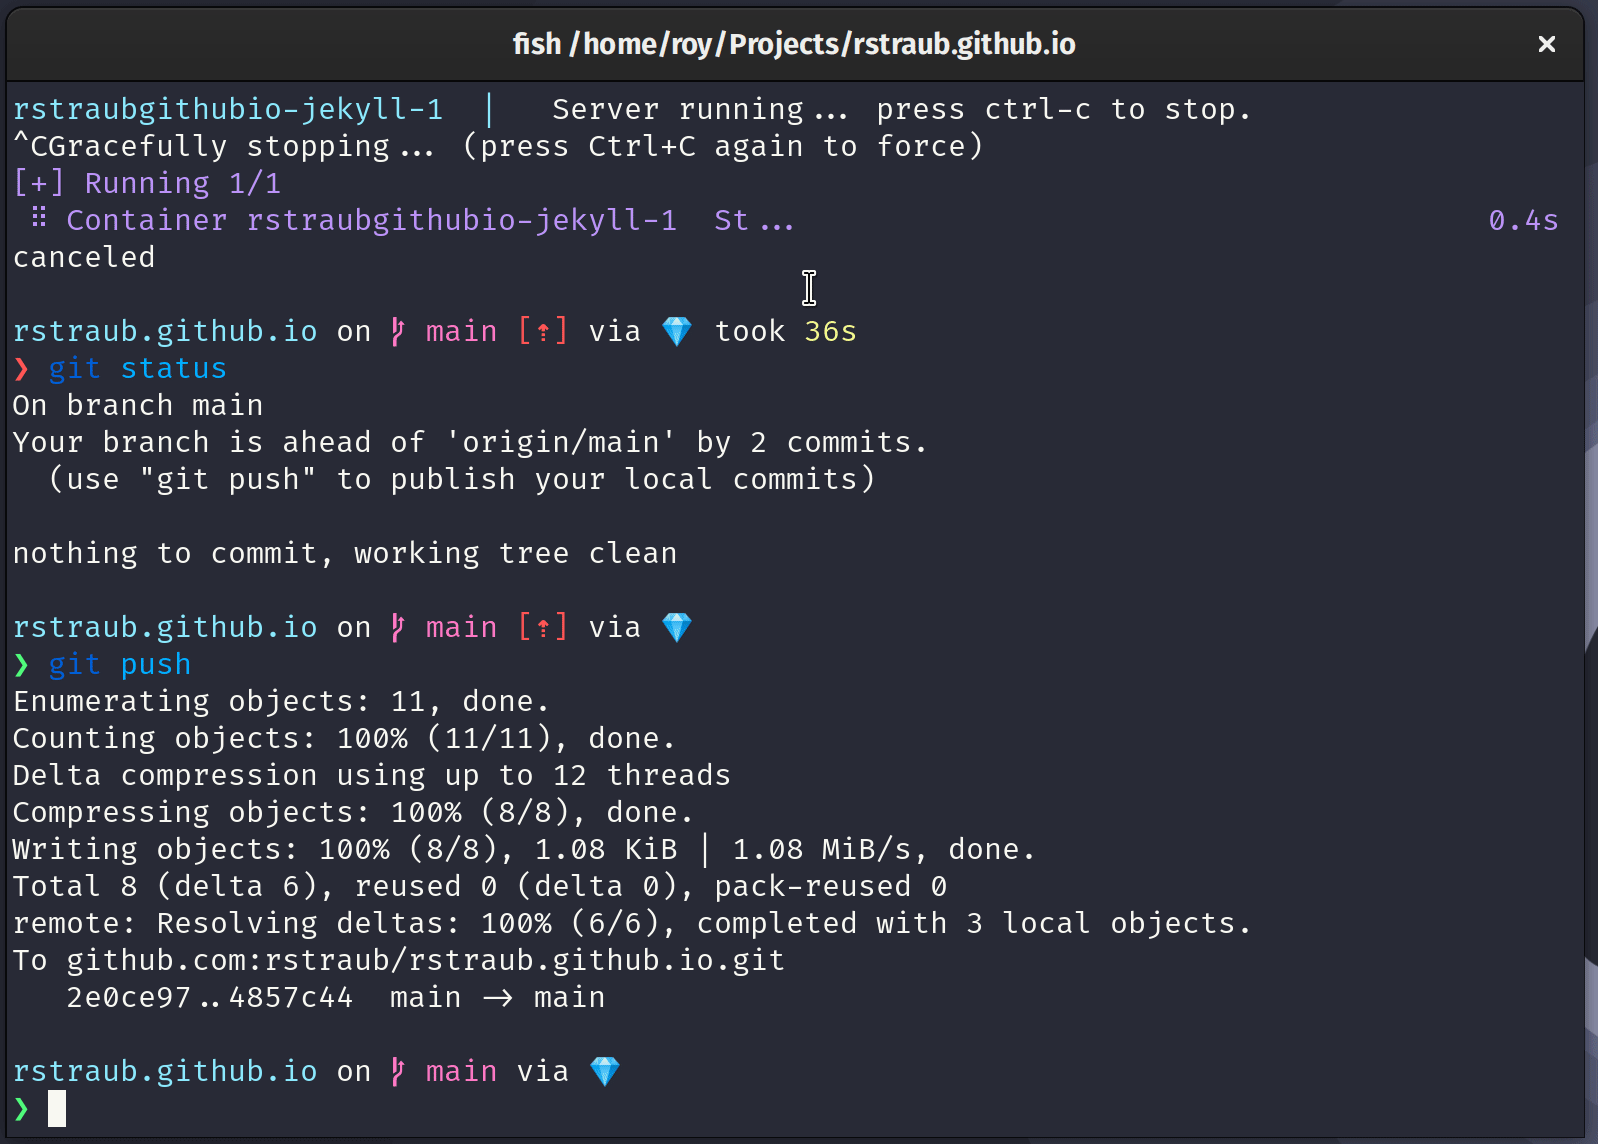 fish /home/roy/Projects/rstraub.github.io
rstraubgithubio-jekyll-1  |   Server running... press ctrl-c to stop.
^CGracefully stopping... (press Ctrl+C again to force)
[+] Running 1/1
 ⠿ Container rstraubgithubio-jekyll-1  St...                                       0.4s
canceled
rstraub.github.io on main [⇡] via 💎 took 36s
❯ git status
On branch main
Your branch is ahead of 'origin/main' by 2 commits.
  (use "git push" to publish your local commits)
nothing to commit, working tree clean
rstraub.github.io on main [⇡] via 💎
❯ git push
Enumerating objects: 11, done.
Counting objects: 100% (11/11), done.
Delta compression using up to 12 threads
Compressing objects: 100% (8/8), done.
Writing objects: 100% (8/8), 1.08 KiB | 1.08 MiB/s, done.
Total 8 (delta 6), reused 0 (delta 0), pack-reused 0
remote: Resolving deltas: 100% (6/6), completed with 3 local objects.
To github.com:rstraub/rstraub.github.io.git
   2e0ce97..4857c44  main -> main
rstraub.github.io on main via 💎
❯